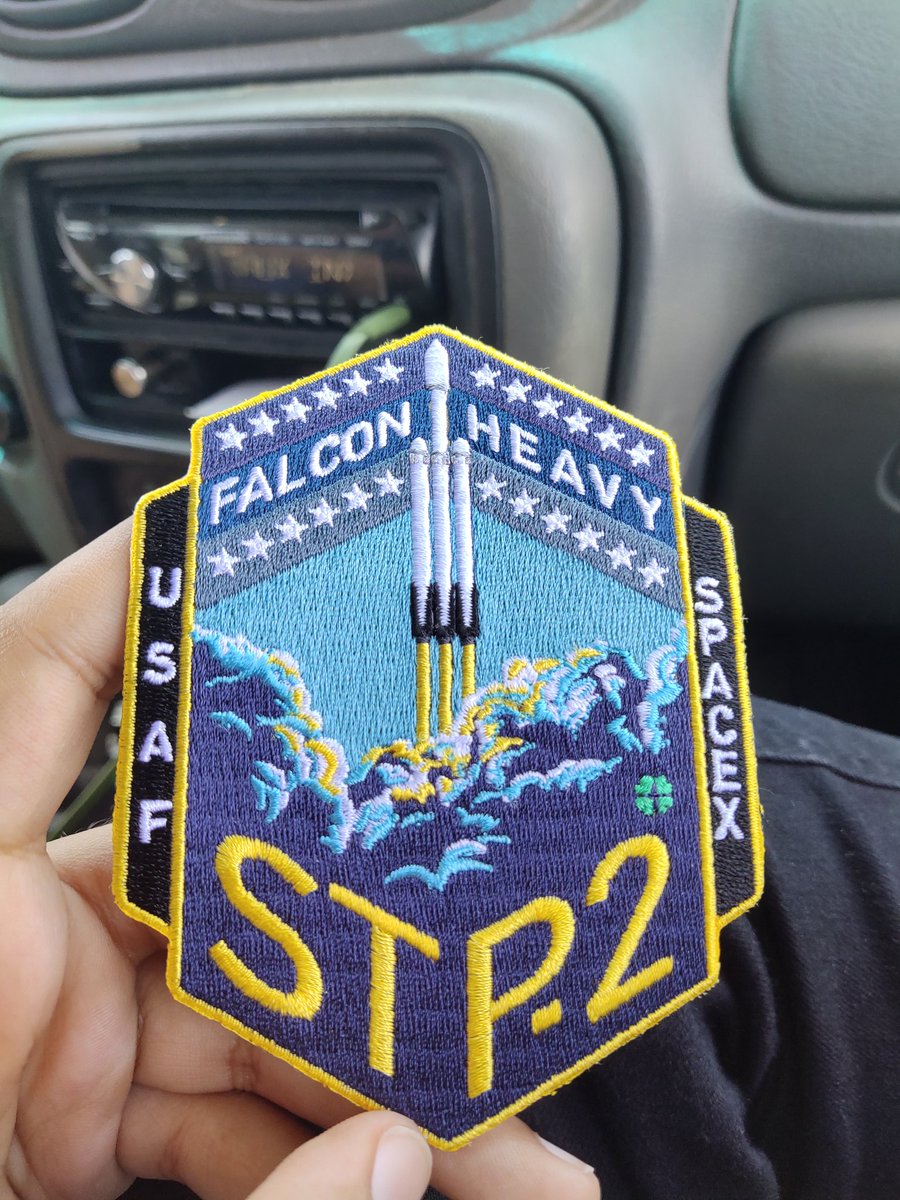 FALCON HEAVY
USAF
SPACEX
STP-2